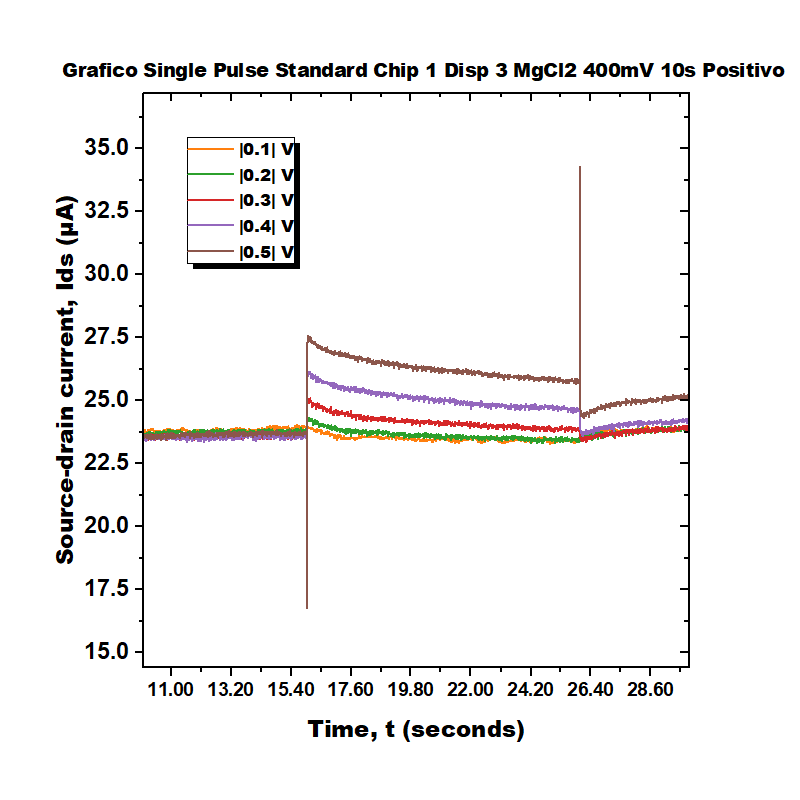 Grafico Single Pulse Standard Chip 1 Disp 3 MgCl2 400mV 10s Positivo
|0.1| V
|0.2| V
|0.3| V
|0.4| V
|0.5| V
Source-drain current, Ids (µA)
35.0
32.5
30.0
27.5
25.0
22.5
20.0
17.5
15.0
11.00 13.20 15.40 17.60 19.80 22.00 24.20 26.40 28.60
Time, t (seconds)